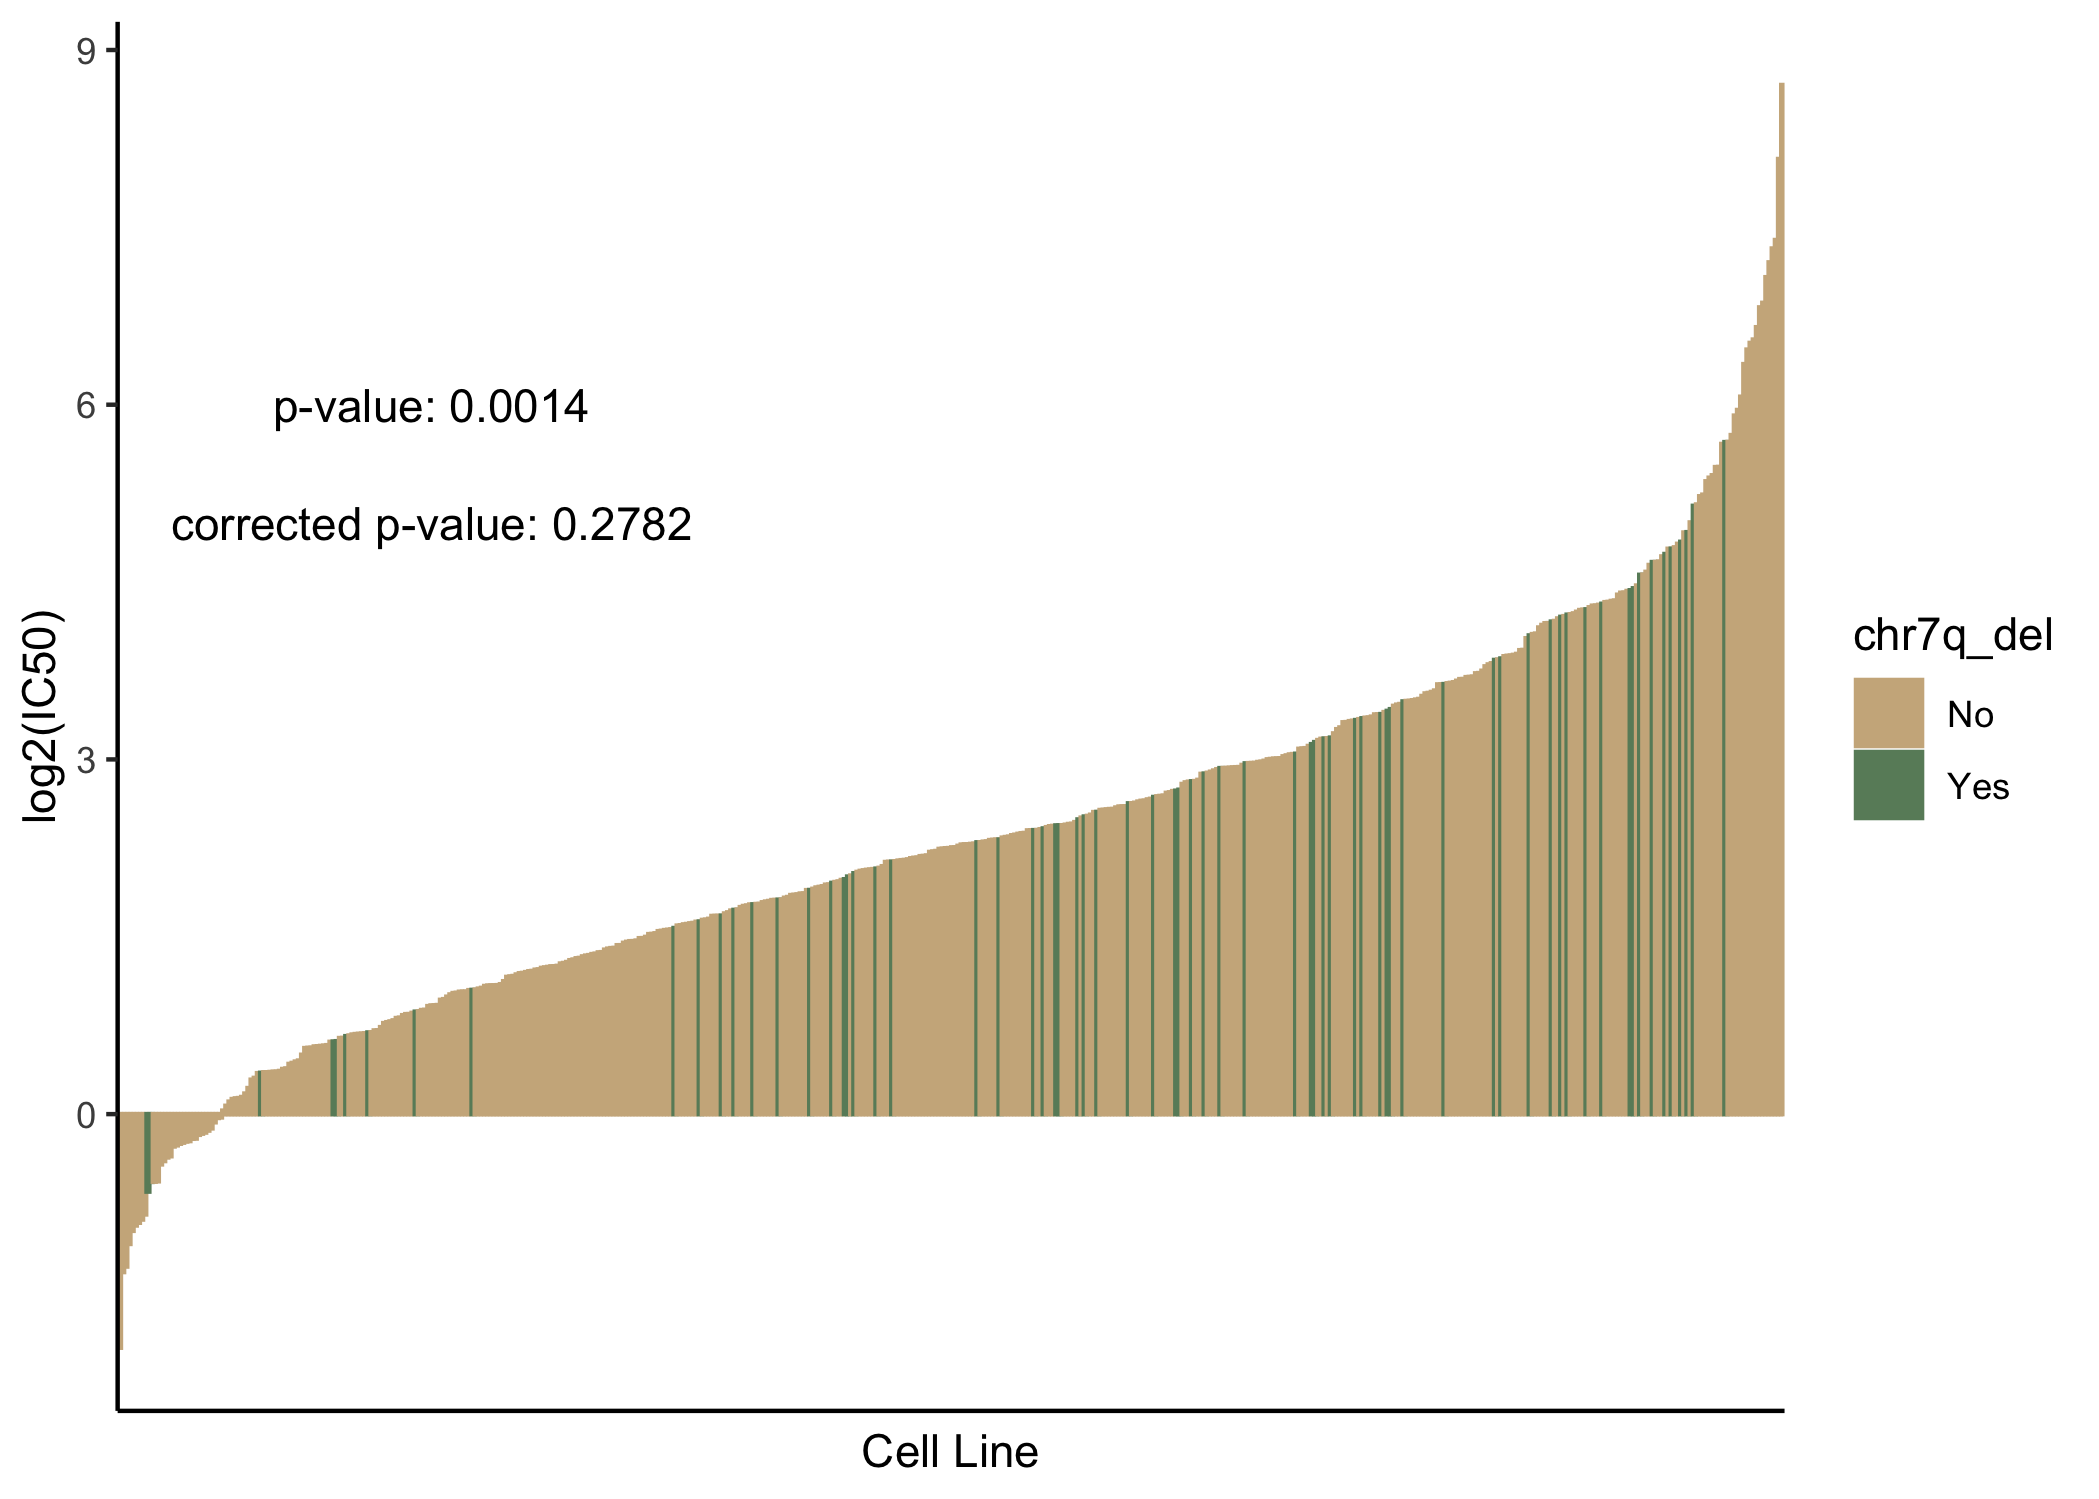 9
6
3
0
log2(IC50)
p-value: 0.0014
corrected p-value: 0.2782
Cell Line
chr7q_del
No
Yes